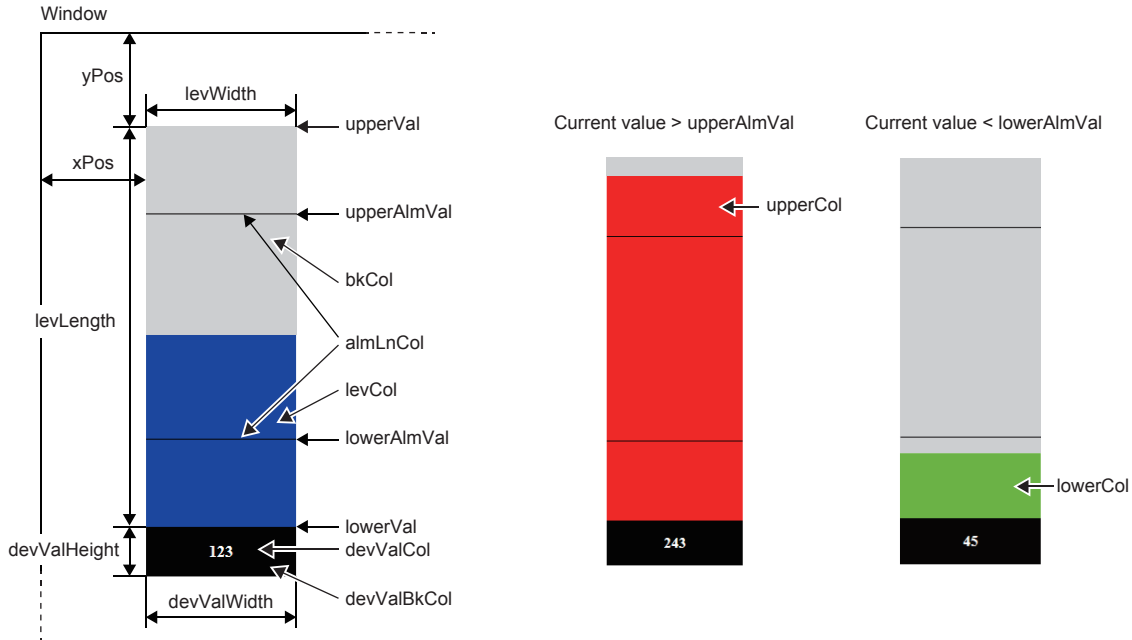 Window
yPos
levWidth
upperVal
Current value > upperAlmVal
Current value < lowerAlmVal
xPos
upperAlmVal
upperCol
bkCol
levLength
almLnCol
levCol
lowerAlmVal
lowerCol
lowerVal
devValHeight
123
devValCol
243
45
devValBkCol
devValWidth